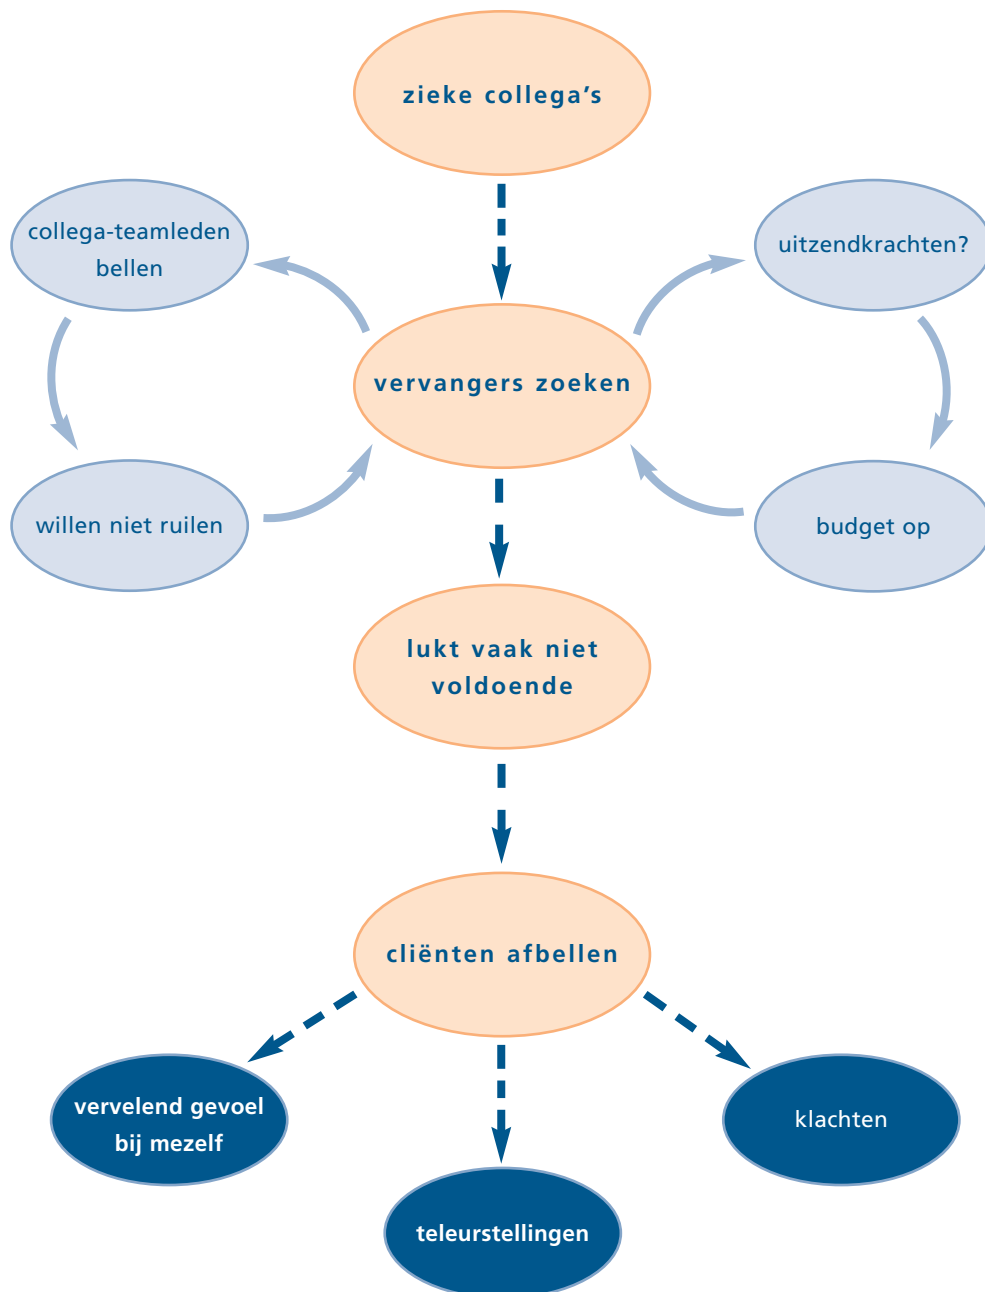 zieke collega's
collega-teamleden
bellen
uitzendkrachten?
vervangers zoeken
willen niet ruilen
budget op
lukt vaak niet
voldoende
cliënten afbellen
vervelend gevoel
bij mezelf
klachten
teleurstellingen